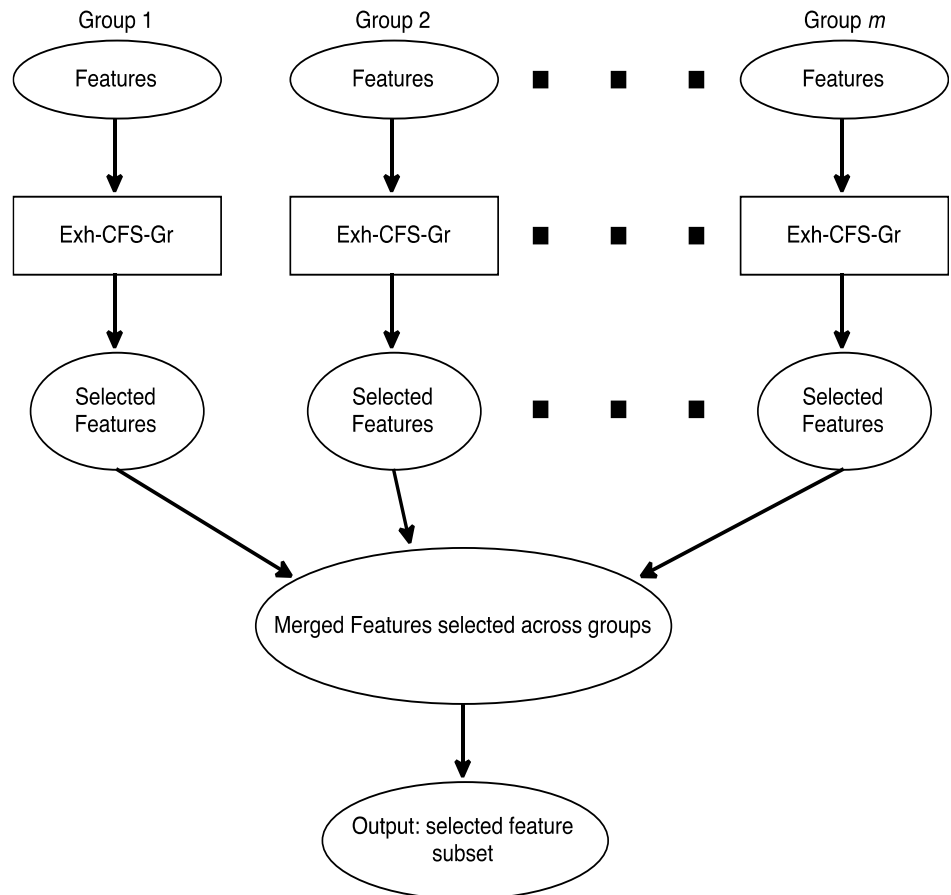 Group 1
Group 2
Group m
Features
Features
Features
Exh-CFS-Gr
Exh-CFS-Gr
Exh-CFS-Gr
Selected
Features
Selected
Features
Selected
Features
Merged Features selected across groups
Output: selected feature
subset